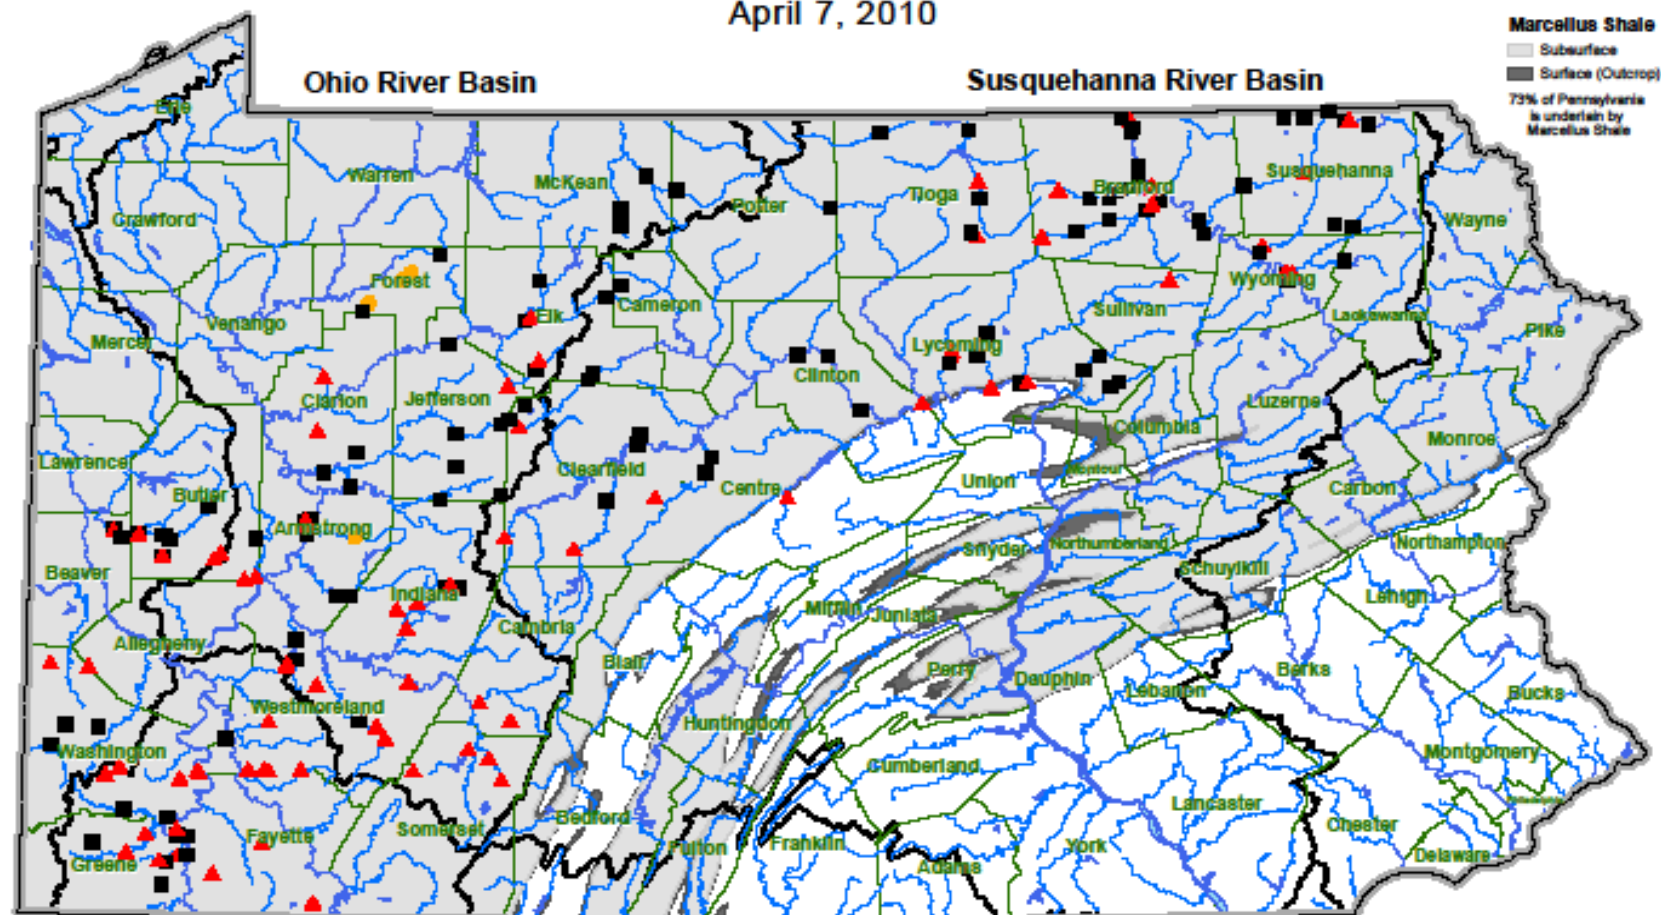 April 7, 2010
Marcellus Shale
Subsurface
Surface (Outcrop)
73% of Pennsylvania
is underlain by
Marcellus Shale
Ohio River Basin
Susquehanna River Basin
Erie
Warren
McKean
Potter
Tioga
Bradford
Susquehanna
Wayne
Crawford
Forest
Venango
Elk
Cameron
Sullivan
Wyoming
Lackawanna
Pike
Mercer
Lycoming
Clinton
Clarion
Jefferson
Luzerne
Columbia
Monroe
Lawrence
Clearfield
Centre
Union
Montour
Carbon
Butler
Armstrong
Snyder
Northumberland
Northampton
Beaver
Schuylkill
Indiana
Lehigh
Mifflin
Juniata
Cambria
Allegheny
Blair
Perry
Dauphin
Berks
Lebanon
Bucks
Westmoreland
Huntingdon
Washington
Cumberland
Montgomery
Philadelphia
Lancaster
Bedford
Somerset
Fayette
Fulton
Franklin
York
Chester
Delaware
Greene
Adams